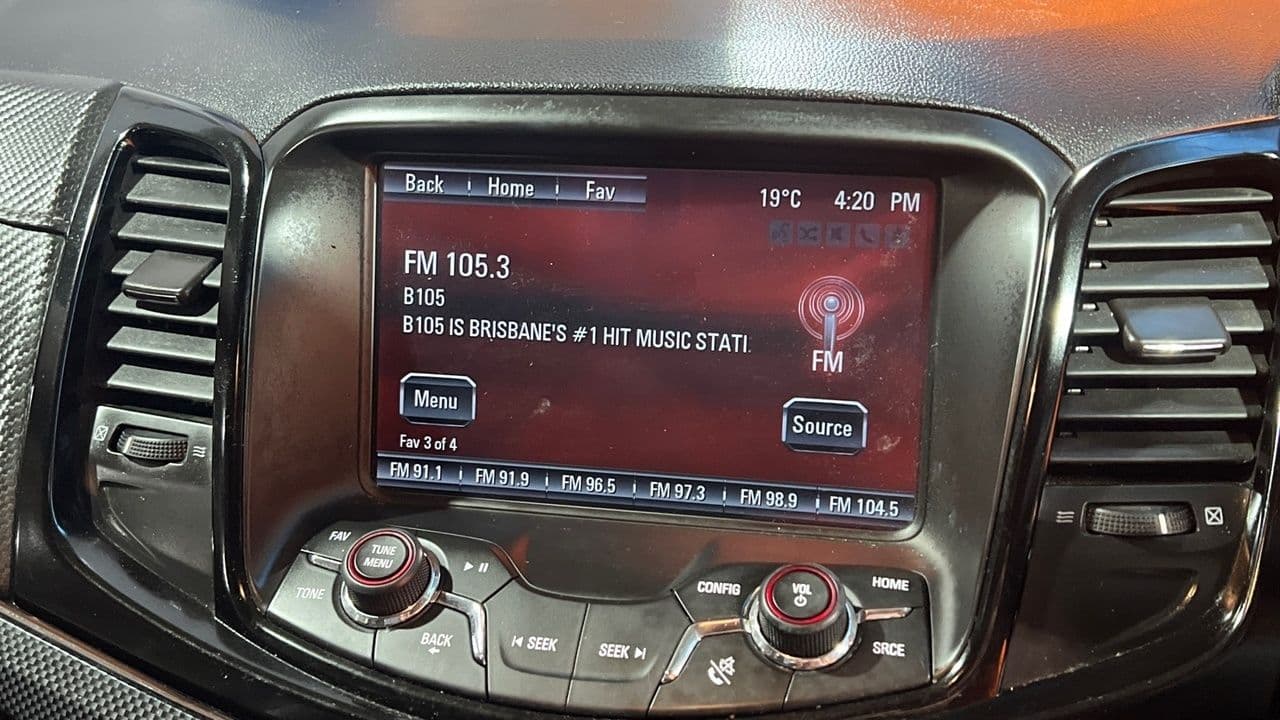 Back Home Fav
19°C 4:20 PM
FM 105.3
B105
B105 IS BRISBANE'S #1 HIT MUSIC STATI
FM
Menu
Source
Fav 3 of 4
FM 91.1 FM 91.9 FM 96.5 FM 97.3 FM 98.9 FM 104.5
FAV
TUNE
MENU
TONE
BACK
SEEK
SEEK
CONFIG
VOL
HOME
SRCE